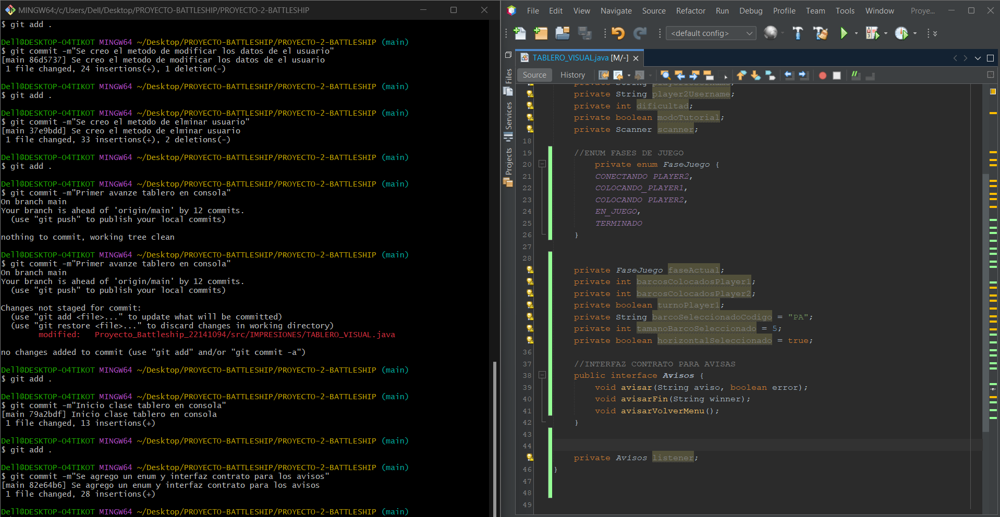 MINGW64:/c/Users/Dell/Desktop/PROYECTO-BATTLESHIP/PROYECTO-2-BATTLESHIP
$ git add .
Dell@DESKTOP-O4TIKOT MINGW64 ~/Desktop/PROYECTO-BATTLESHIP/PROYECTO-2-BATTLESHIP (main)
$ git commit -m"Se creo el metodo de modificar los datos de el usuario"
[main 86d5737] Se creo el metodo de modificar los datos de el usuario
1 file changed, 24 insertions(+), 1 deletion(-)
Dell@DESKTOP-O4TIKOT MINGW64 ~/Desktop/PROYECTO-BATTLESHIP/PROYECTO-2-BATTLESHIP (main)
$ git add .
Dell@DESKTOP-O4TIKOT MINGW64 ~/Desktop/PROYECTO-BATTLESHIP/PROYECTO-2-BATTLESHIP (main)
$ git commit -m"Se creo el metodo de elminar usuario"
[main 37e9bdd] Se creo el metodo de elminar usuario
1 file changed, 33 insertions(+), 2 deletions(-)
Dell@DESKTOP-O4TIKOT MINGW64 ~/Desktop/PROYECTO-BATTLESHIP/PROYECTO-2-BATTLESHIP (main)
$ git add .
Dell@DESKTOP-O4TIKOT MINGW64 ~/Desktop/PROYECTO-BATTLESHIP/PROYECTO-2-BATTLESHIP (main)
$ git commit -m"Primer avanze tablero en consola"
On branch main
Your branch is ahead of 'origin/main' by 12 commits.
(use "git push" to publish your local commits)
nothing to commit, working tree clean
Dell@DESKTOP-O4TIKOT MINGW64 ~/Desktop/PROYECTO-BATTLESHIP/PROYECTO-2-BATTLESHIP (main)
$ git commit -m"Primer avanze tablero en consola"
On branch main
Your branch is ahead of 'origin/main' by 12 commits.
(use "git push" to publish your local commits)
Changes not staged for commit:
(use "git add <file>..." to update what will be committed)
(use "git restore <file>..." to discard changes in working directory)
modified:   Proyecto_Battleship_22141094/src/IMPRESIONES/TABLERO_VISUAL.java
no changes added to commit (use "git add" and/or "git commit -a")
Dell@DESKTOP-O4TIKOT MINGW64 ~/Desktop/PROYECTO-BATTLESHIP/PROYECTO-2-BATTLESHIP (main)
$ git add .
Dell@DESKTOP-O4TIKOT MINGW64 ~/Desktop/PROYECTO-BATTLESHIP/PROYECTO-2-BATTLESHIP (main)
$ git commit -m"Inicio clase tablero en consola"
[main 79a2bdf] Inicio clase tablero en consola
1 file changed, 13 insertions(+)
Dell@DESKTOP-O4TIKOT MINGW64 ~/Desktop/PROYECTO-BATTLESHIP/PROYECTO-2-BATTLESHIP (main)
$ git add .
Dell@DESKTOP-O4TIKOT MINGW64 ~/Desktop/PROYECTO-BATTLESHIP/PROYECTO-2-BATTLESHIP (main)
$ git commit -m"Se agrego un enum y interfaz contrato para los avisos"
[main 82e64b6] Se agrego un enum y interfaz contrato para los avisos
1 file changed, 28 insertions(+)
Dell@DESKTOP-O4TIKOT MINGW64 ~/Desktop/PROYECTO-BATTLESHIP/PROYECTO-2-BATTLESHIP (main)
File Edit View Navigate Source Refactor Run Debug Profile Team Tools Window Proye...
<default config>
TABLERO_VISUAL.java [M/-]
Source History
Files
Services
Projects
private String player2Username;
private int dificultad;
private boolean modoTutorial;
private Scanner scanner;
18
19 //ENUM FASES DE JUEGO
20 private enum FaseJuego {
21 CONECTANDO_PLAYER2,
22 COLOCANDO_PLAYER1,
23 COLOCANDO_PLAYER2,
24 EN_JUEGO,
25 TERMINADO
26 }
27
28
private FaseJuego faseActual;
private int barcosColocadosPlayer1;
private int barcosColocadosPlayer2;
private boolean turnoPlayer1;
private String barcoSeleccionadoCodigo = "PA";
private int tamanoBarcoSeleccionado = 5;
private boolean horizontalSeleccionado = true;
36
37 //INTERFAZ CONTRATO PARA AVISAS
38 public interface Avisos {
39 void avisar(String aviso, boolean error);
40 void avisarFin(String winner);
41 void avisarVolverMenu();
42 }
43
44
private Avisos listener;
46 }
47
48
49